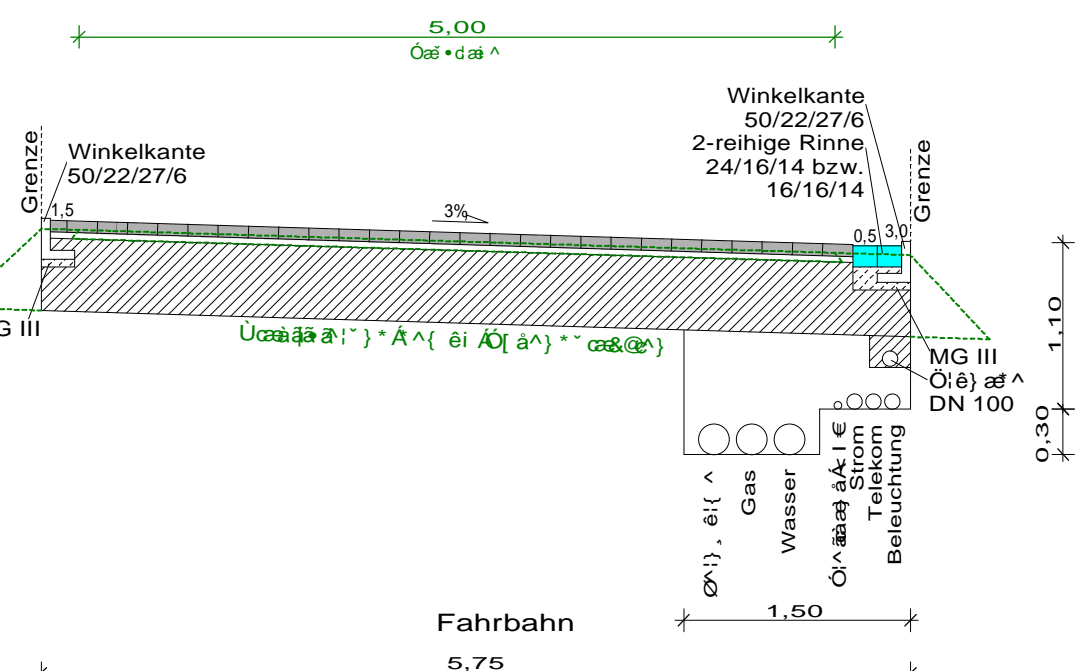 5,00
Winkelkante
50/22/27/6
2-reihige Rinne
24/16/14 bzw.
16/16/14
Grenze
Winkelkante
50/22/27/6
Grenze
1,5
3%
0,5
3,0
G III
1,10
MG III
DN 100
0,30
Gas
Wasser
Strom
Telekom
Beleuchtung
1,50
Fahrbahn
5,75